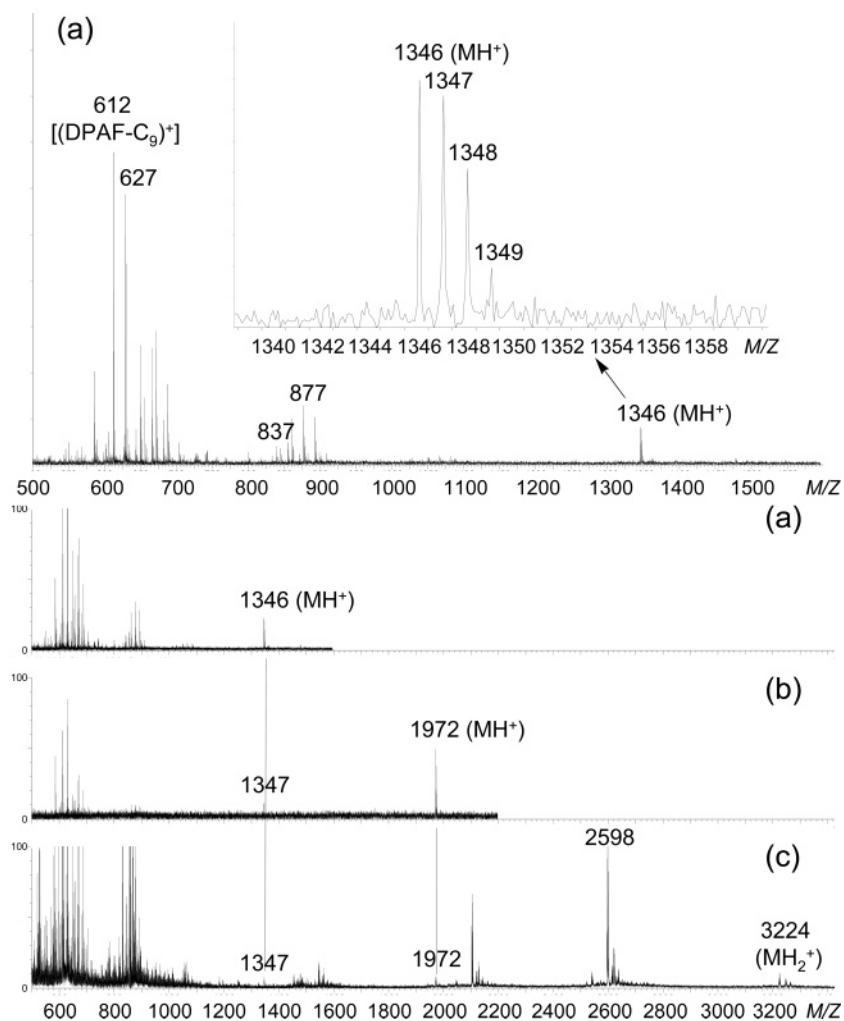 (a)
1346 (MH⁺)
1347
1348
1349
612
[(DPAF-C₉)⁺]
627
1340 1342 1344 1346 1348 1350 1352 1354 1356 1358 M/Z
837
877
1346 (MH⁺)
500 600 700 800 900 1000 1100 1200 1300 1400 1500 M/Z
(a)
100
1346 (MH⁺)
0
(b)
100
1972 (MH⁺)
1347
0
(c)
100
2598
3224
(MH₂⁺)
1347
1972
0
600 800 1000 1200 1400 1600 1800 2000 2200 2400 2600 2800 3000 3200 M/Z